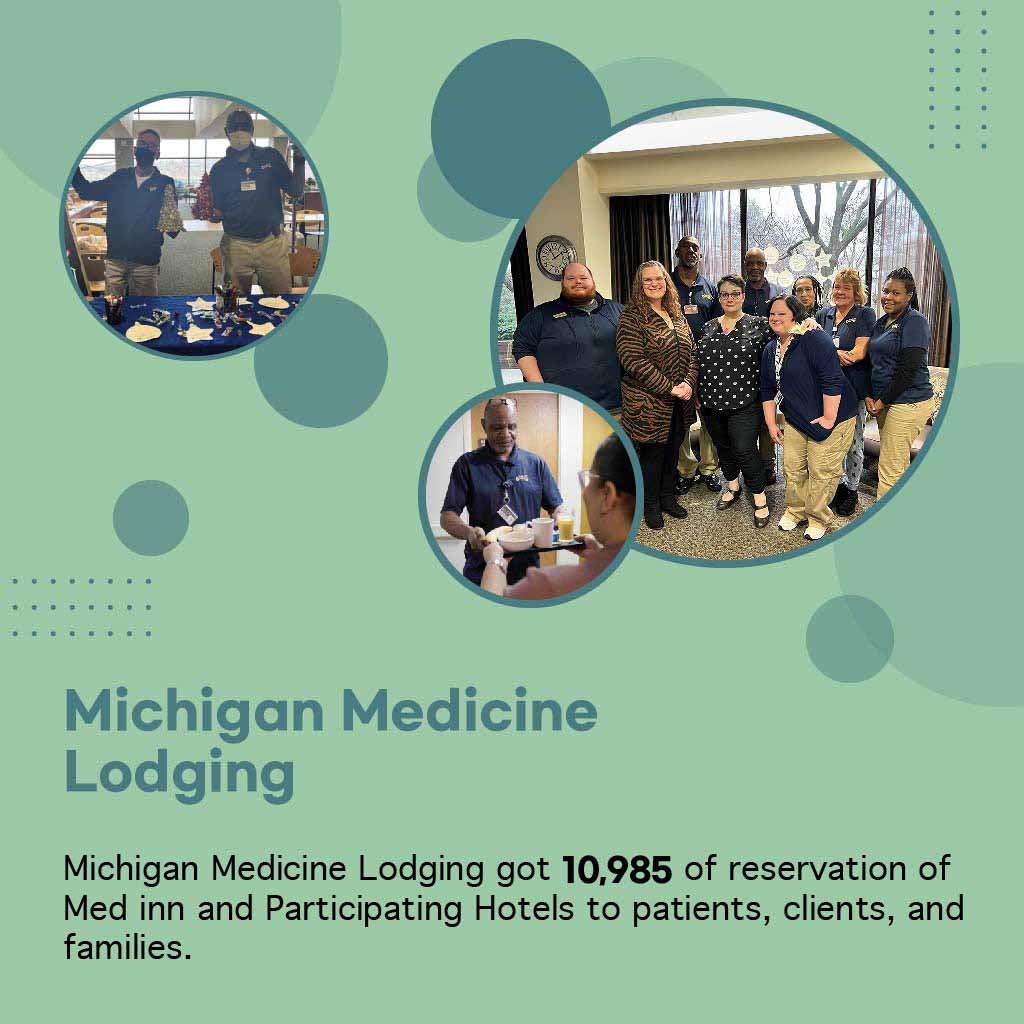 Michigan Medicine
Lodging
Michigan Medicine Lodging got 10,985 of reservation of
Med inn and Participating Hotels to patients, clients, and
families.